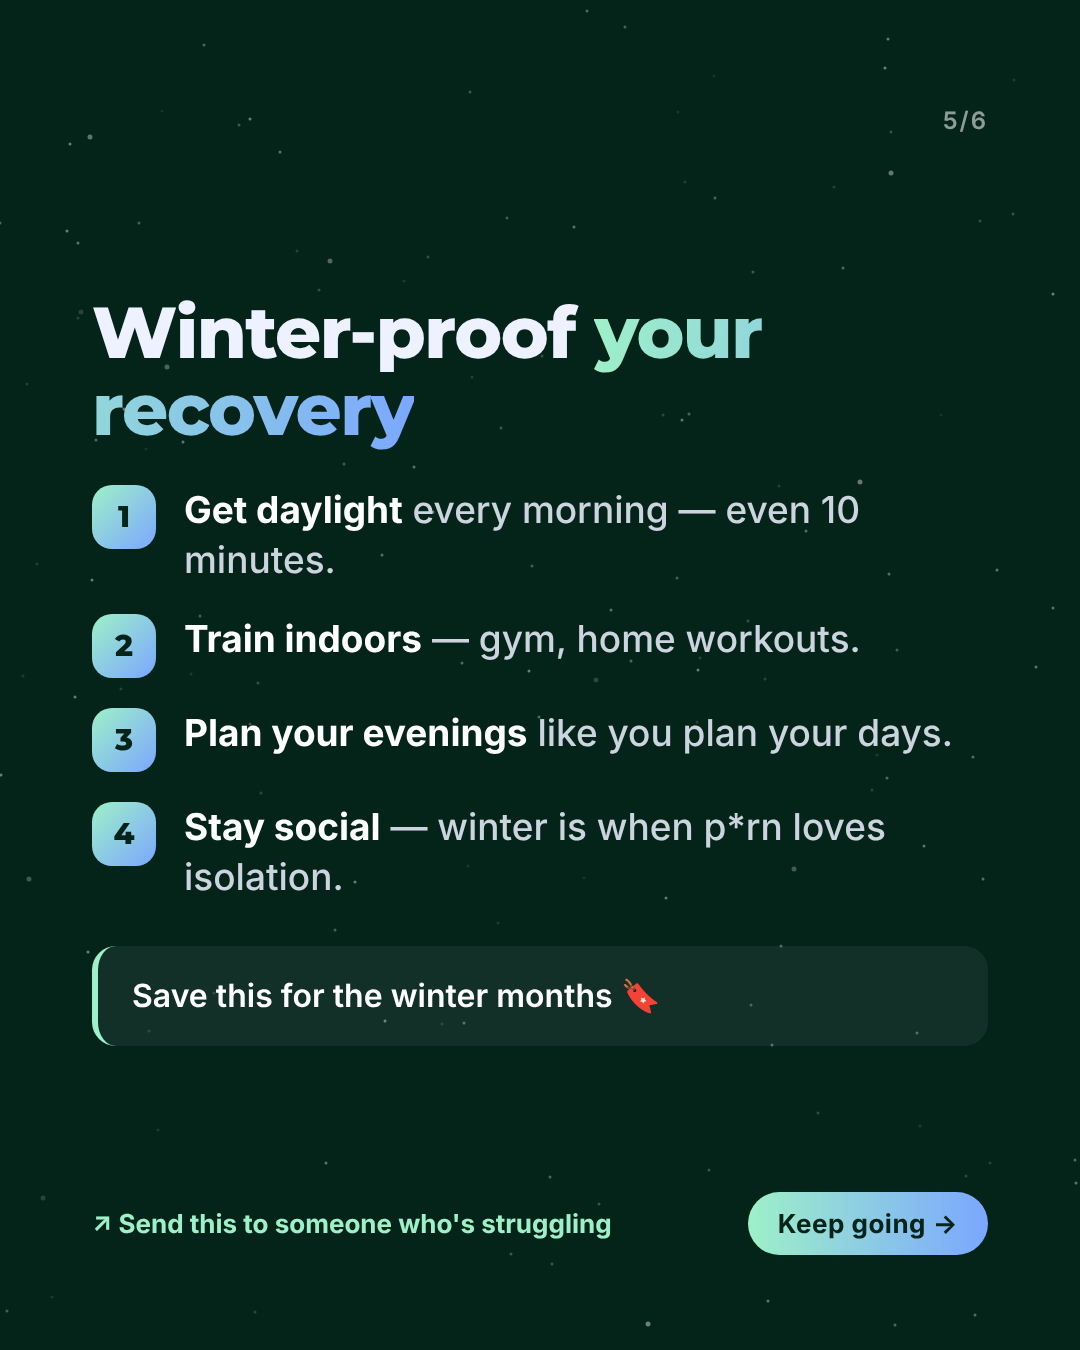 5/6
Winter-proof your
recovery
1 Get daylight every morning — even 10
minutes.
2 Train indoors — gym, home workouts.
3 Plan your evenings like you plan your days.
4 Stay social — winter is when p*rn loves
isolation.
Save this for the winter months 🔖
↗ Send this to someone who's struggling
Keep going →